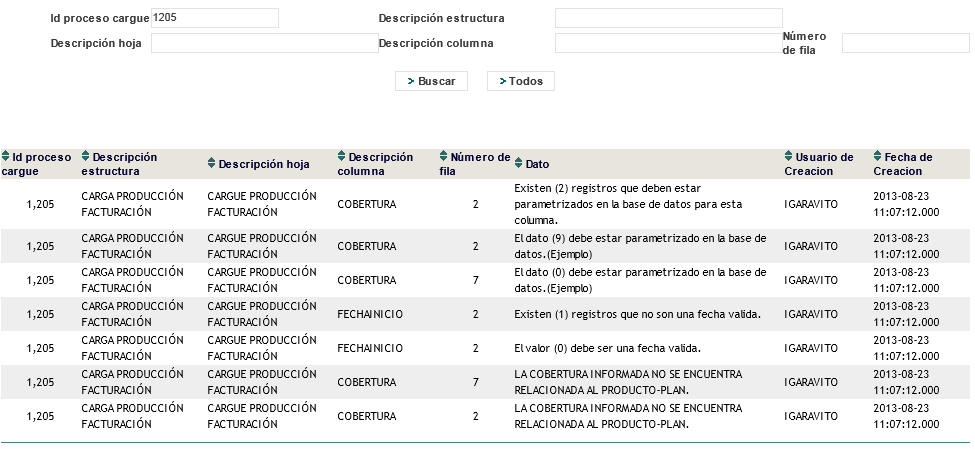 Id proceso cargue 1205 Descripción estructura
Descripción hoja Descripción columna Número de fila
> Buscar > Todos
Id proceso cargue Descripción estructura Descripción hoja Descripción columna Número de fila Dato Usuario de Creacion Fecha de Creacion
1,205 CARGA PRODUCCIÓN FACTURACIÓN CARGUE PRODUCCIÓN FACTURACIÓN COBERTURA 2 Existen (2) registros que deben estar parametrizados en la base de datos para esta columna. IGARAVITO 2013-08-23 11:07:12.000
1,205 CARGA PRODUCCIÓN FACTURACIÓN CARGUE PRODUCCIÓN FACTURACIÓN COBERTURA 2 El dato (9) debe estar parametrizado en la base de datos.(Ejemplo) IGARAVITO 2013-08-23 11:07:12.000
1,205 CARGA PRODUCCIÓN FACTURACIÓN CARGUE PRODUCCIÓN FACTURACIÓN COBERTURA 7 El dato (0) debe estar parametrizado en la base de datos.(Ejemplo) IGARAVITO 2013-08-23 11:07:12.000
1,205 CARGA PRODUCCIÓN FACTURACIÓN CARGUE PRODUCCIÓN FACTURACIÓN FECHAINICIO 2 Existen (1) registros que no son una fecha valida. IGARAVITO 2013-08-23 11:07:12.000
1,205 CARGA PRODUCCIÓN FACTURACIÓN CARGUE PRODUCCIÓN FACTURACIÓN FECHAINICIO 2 El valor (0) debe ser una fecha valida. IGARAVITO 2013-08-23 11:07:12.000
1,205 CARGA PRODUCCIÓN FACTURACIÓN CARGUE PRODUCCIÓN FACTURACIÓN COBERTURA 7 LA COBERTURA INFORMADA NO SE ENCUENTRA RELACIONADA AL PRODUCTO-PLAN. IGARAVITO 2013-08-23 11:07:12.000
1,205 CARGA PRODUCCIÓN FACTURACIÓN CARGUE PRODUCCIÓN FACTURACIÓN COBERTURA 2 LA COBERTURA INFORMADA NO SE ENCUENTRA RELACIONADA AL PRODUCTO-PLAN. IGARAVITO 2013-08-23 11:07:12.000